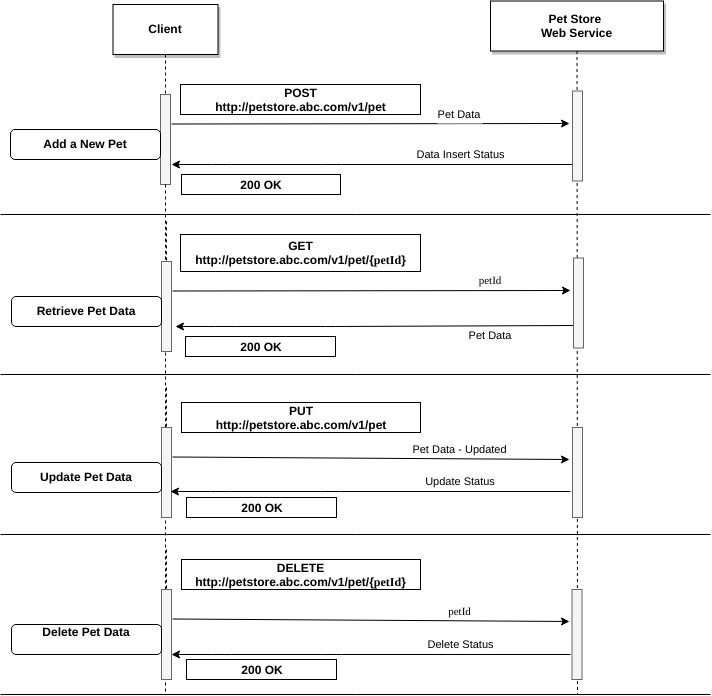 Client
Pet Store
Web Service
POST
http://petstore.abc.com/v1/pet
Pet Data
Add a New Pet
Data Insert Status
200 OK
GET
http://petstore.abc.com/v1/pet/{petId}
petId
Retrieve Pet Data
Pet Data
200 OK
PUT
http://petstore.abc.com/v1/pet
Pet Data - Updated
Update Pet Data
Update Status
200 OK
DELETE
http://petstore.abc.com/v1/pet/{petId}
petId
Delete Pet Data
Delete Status
200 OK